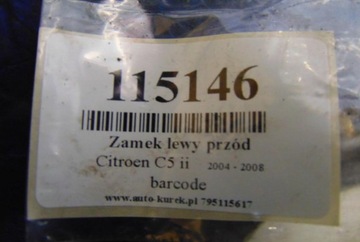 115146
Zamek lewy przód
Citroen C5 ii 2004 - 2008
barcode
www.auto-kurek.pl 795115617